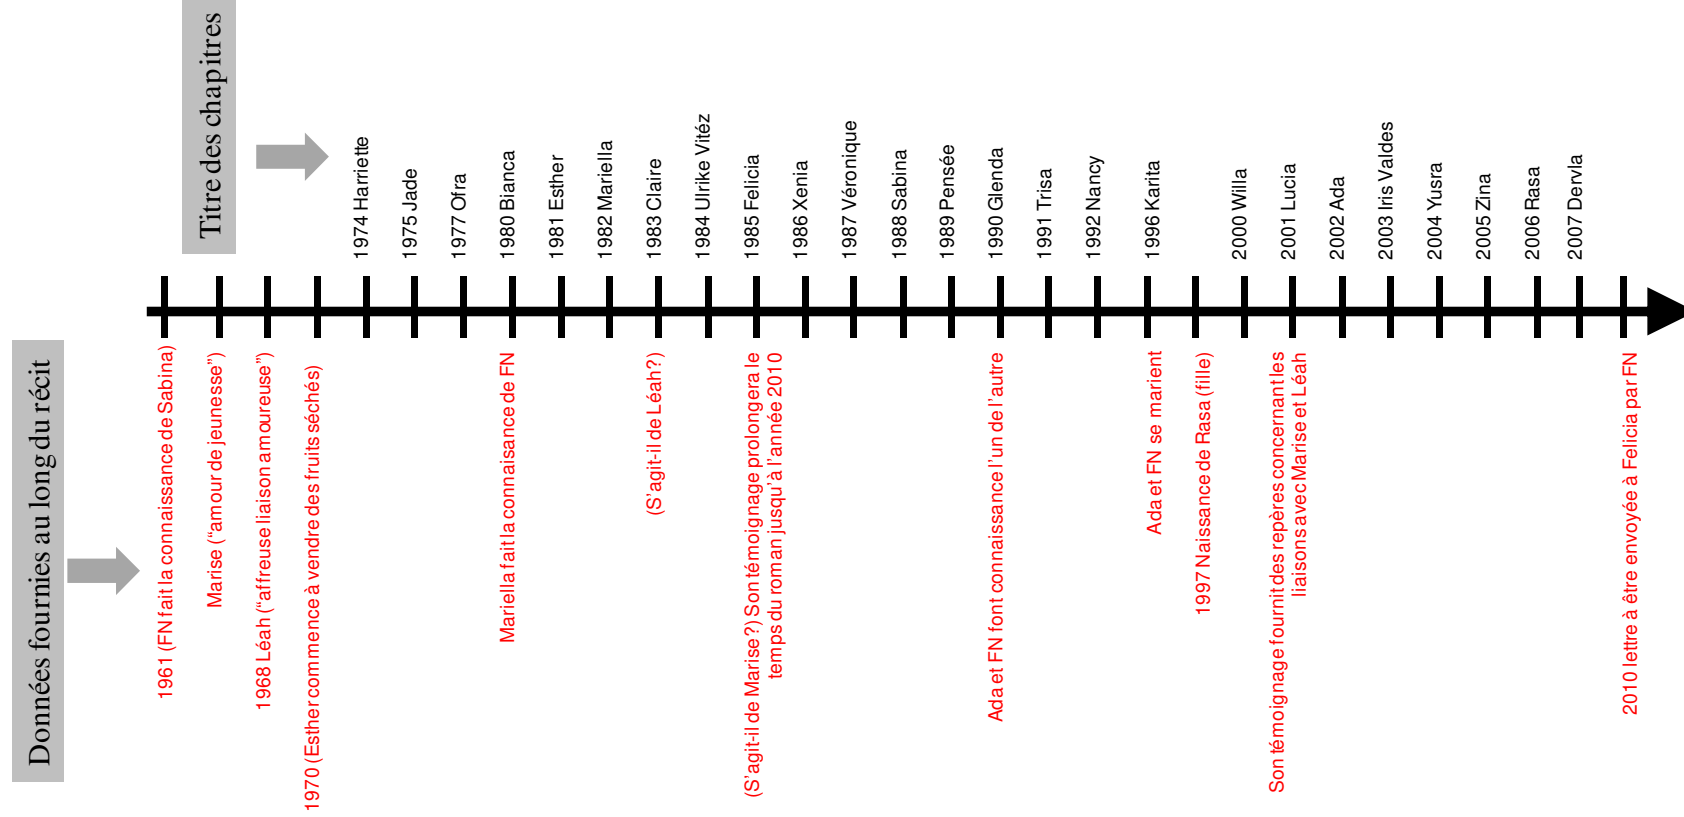 Titre des chapitres
1974 Harriette
1975 Jade
1977 Ofra
1980 Bianca
1981 Esther
1982 Mariella
1983 Claire
1984 Ulrike Vitéz
1985 Felicia
1986 Xenia
1987 Véronique
1988 Sabina
1989 Pensée
1990 Glenda
1991 Trisa
1992 Nancy
1996 Karita
2000 Willa
2001 Lucia
2002 Ada
2003 Iris Valdes
2004 Yusra
2005 Zina
2006 Rasa
2007 Dervla
Données fournies au long du récit
1961 (FN fait la connaissance de Sabina)
Marise (“amour de jeunesse”)
1968 Léah (“affreuse liaison amoureuse”)
1970 (Esther commence à vendre des fruits séchés)
Mariella fait la connaisance de FN
(S’agit-il de Léah?)
(S’agit-il de Marise?) Son témoignage prolongera le
temps du roman jusqu’à l’année 2010
Ada et FN font connaissance l’un de l’autre
Ada et FN se marient
1997 Naissance de Rasa (fille)
Son témoignage fournit des repères concernant les
liaisons avec Marise et Léah
2010 lettre à être envoyée à Felicia par FN